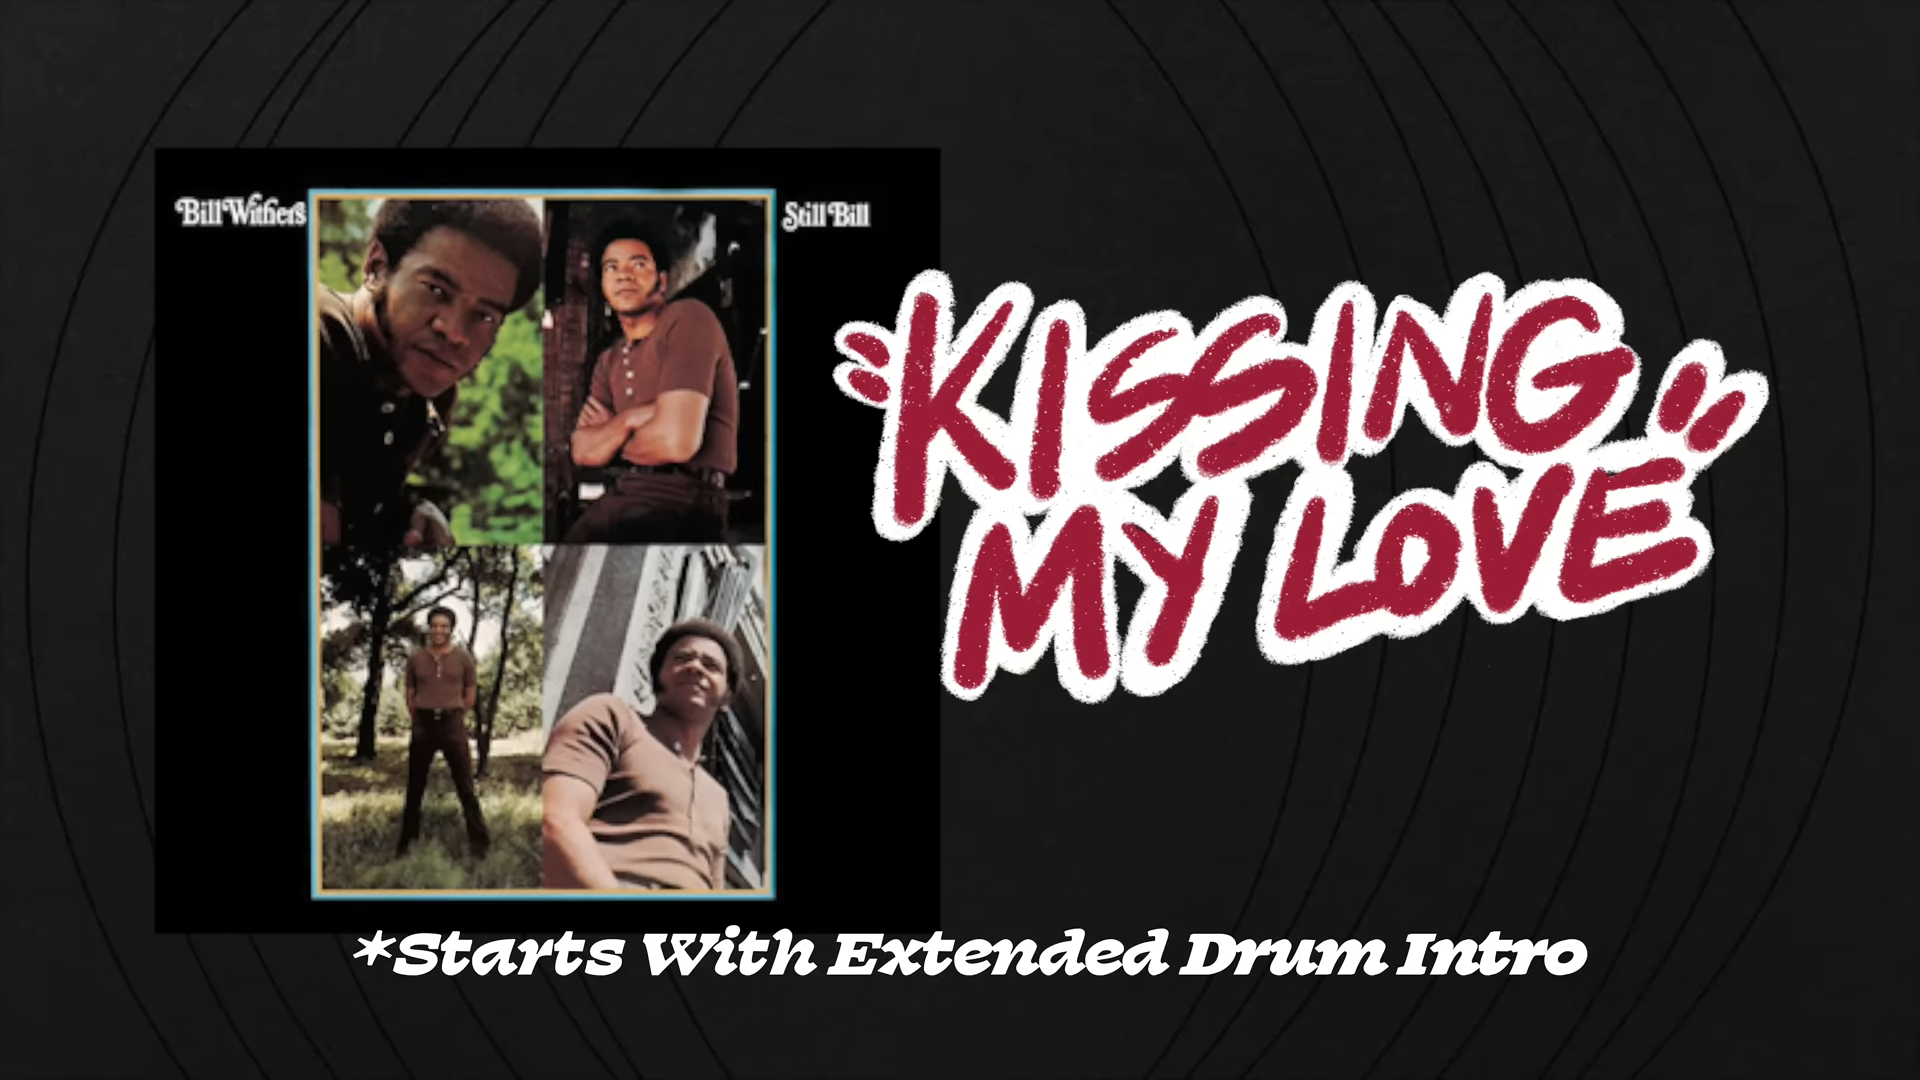 Bill Withers
Still Bill
"KISSING"
MY LOVE
*Starts With Extended Drum Intro